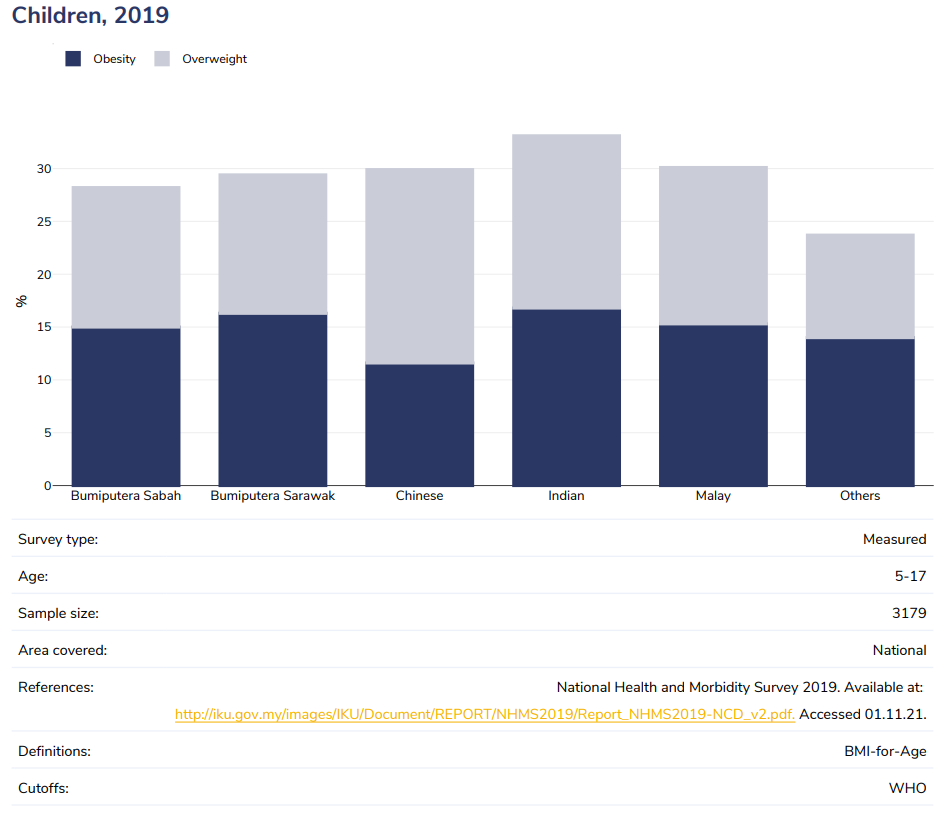 Children, 2019
Obesity Overweight
30
25
20
15
10
5
0
%
Bumiputera Sabah Bumiputera Sarawak Chinese Indian Malay Others
Survey type: Measured
Age: 5-17
Sample size: 3179
Area covered: National
References: National Health and Morbidity Survey 2019. Available at:
http://iku.gov.my/images/IKU/Document/REPORT/NHMS2019/Report_NHMS2019-NCD_v2.pdf. Accessed 01.11.21.
Definitions: BMI-for-Age
Cutoffs: WHO